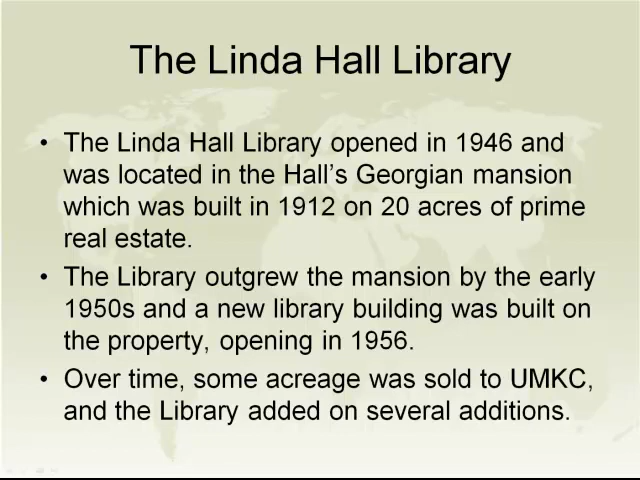 The Linda Hall Library
• The Linda Hall Library opened in 1946 and
was located in the Hall's Georgian mansion
which was built in 1912 on 20 acres of prime
real estate.
• The Library outgrew the mansion by the early
1950s and a new library building was built on
the property, opening in 1956.
• Over time, some acreage was sold to UMKC,
and the Library added on several additions.